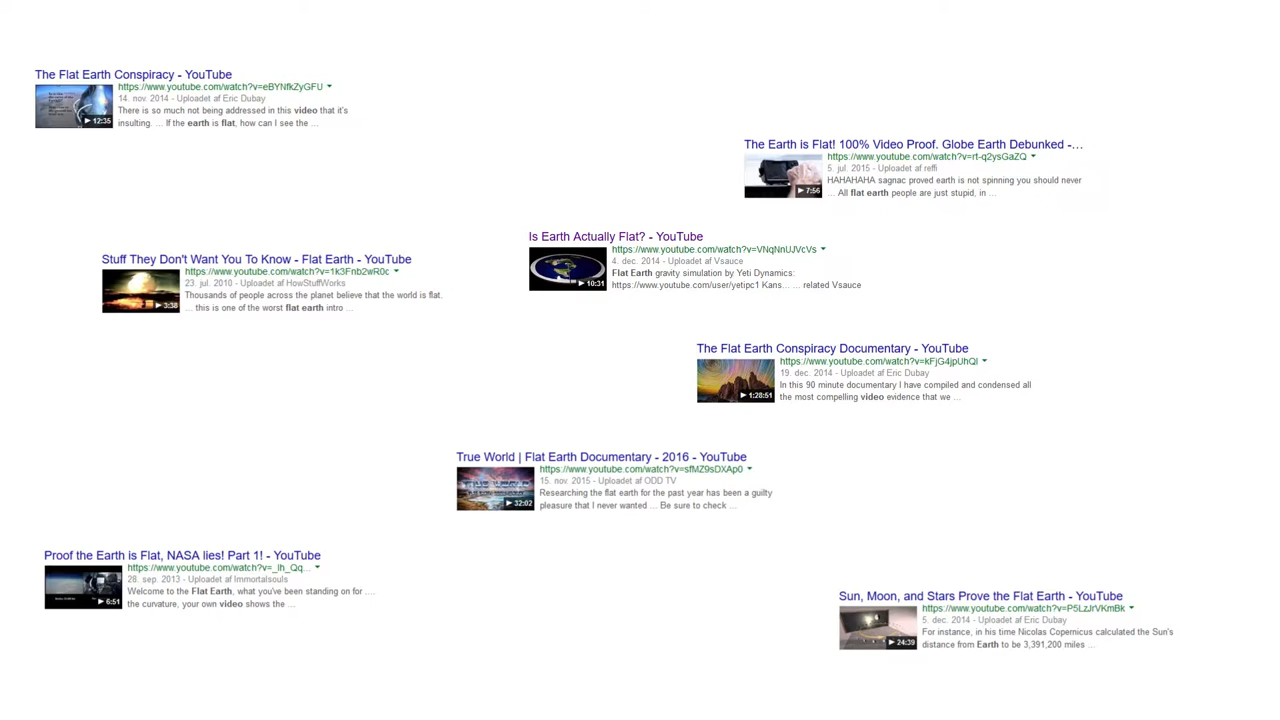 The Flat Earth Conspiracy - YouTube
https://www.youtube.com/watch?v=eBYNfkZyGFU
14. nov. 2014 - Uploadet af Eric Dubay
There is so much not being addressed in this video that it's
insulting. ... If the earth is flat, how can I see the ...
12:35
The Earth is Flat! 100% Video Proof. Globe Earth Debunked -...
https://www.youtube.com/watch?v=rt-q2ysGaZQ
5. jul. 2015 - Uploadet af reffi
HAHAHAHA sagnac proved earth is not spinning you should never
... All flat earth people are just stupid, in ...
7:56
Is Earth Actually Flat? - YouTube
https://www.youtube.com/watch?v=VNqNnUJVcVs
4. dec. 2014 - Uploadet af Vsauce
Flat Earth gravity simulation by Yeti Dynamics:
https://www.youtube.com/user/yetipc1 Kans... ... related Vsauce
10:31
Stuff They Don't Want You To Know - Flat Earth - YouTube
https://www.youtube.com/watch?v=1k3Fnb2wR0c
23. jul. 2010 - Uploadet af HowStuffWorks
Thousands of people across the planet believe that the world is flat.
... this is one of the worst flat earth intro ...
3:38
The Flat Earth Conspiracy Documentary - YouTube
https://www.youtube.com/watch?v=kFjG4jpUhQI
19. dec. 2014 - Uploadet af Eric Dubay
In this 90 minute documentary I have compiled and condensed all
the most compelling video evidence that we ...
1:28:51
True World | Flat Earth Documentary - 2016 - YouTube
https://www.youtube.com/watch?v=sfMZ9sDXAp0
15. nov. 2015 - Uploadet af ODD TV
Researching the flat earth for the past year has been a guilty
pleasure that I never wanted ... Be sure to check ...
TRUE WORLD
32:02
Proof the Earth is Flat, NASA lies! Part 1! - YouTube
https://www.youtube.com/watch?v=_Ih_Qq...
28. sep. 2013 - Uploadet af Immortalsouls
Welcome to the Flat Earth, what you've been standing on for ....
the curvature, your own video shows the ...
6:51
Sun, Moon, and Stars Prove the Flat Earth - YouTube
https://www.youtube.com/watch?v=P5LzJrVKmBk
5. dec. 2014 - Uploadet af Eric Dubay
For instance, in his time Nicolas Copernicus calculated the Sun's
distance from Earth to be 3,391,200 miles ...
24:39